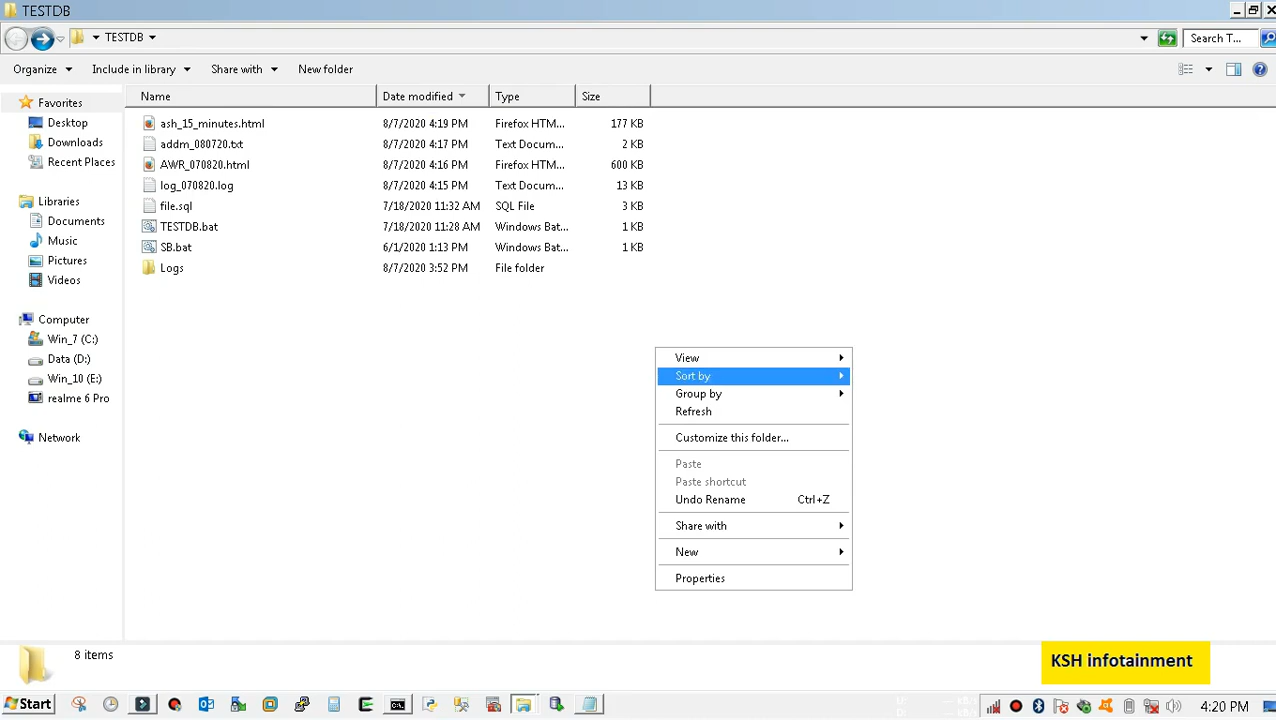 TESTDB
TESTDB
Search T...
Organize
Include in library
Share with
New folder
Name
Date modified
Type
Size
Favorites
Desktop
Downloads
Recent Places
Libraries
Documents
Music
Pictures
Videos
Computer
Win_7 (C:)
Data (D:)
Win_10 (E:)
realme 6 Pro
Network
ash_15_minutes.html 8/7/2020 4:19 PM Firefox HTM... 177 KB
addm_080720.txt 8/7/2020 4:17 PM Text Docum... 2 KB
AWR_070820.html 8/7/2020 4:16 PM Firefox HTM... 600 KB
log_070820.log 8/7/2020 4:15 PM Text Docum... 13 KB
file.sql 7/18/2020 11:32 AM SQL File 3 KB
TESTDB.bat 7/18/2020 11:28 AM Windows Bat... 1 KB
SB.bat 6/1/2020 1:13 PM Windows Bat... 1 KB
Logs 8/7/2020 3:52 PM File folder
View
Sort by
Group by
Refresh
Customize this folder...
Paste
Paste shortcut
Undo Rename Ctrl+Z
Share with
New
Properties
8 items
KSH infotainment
Start
4:20 PM